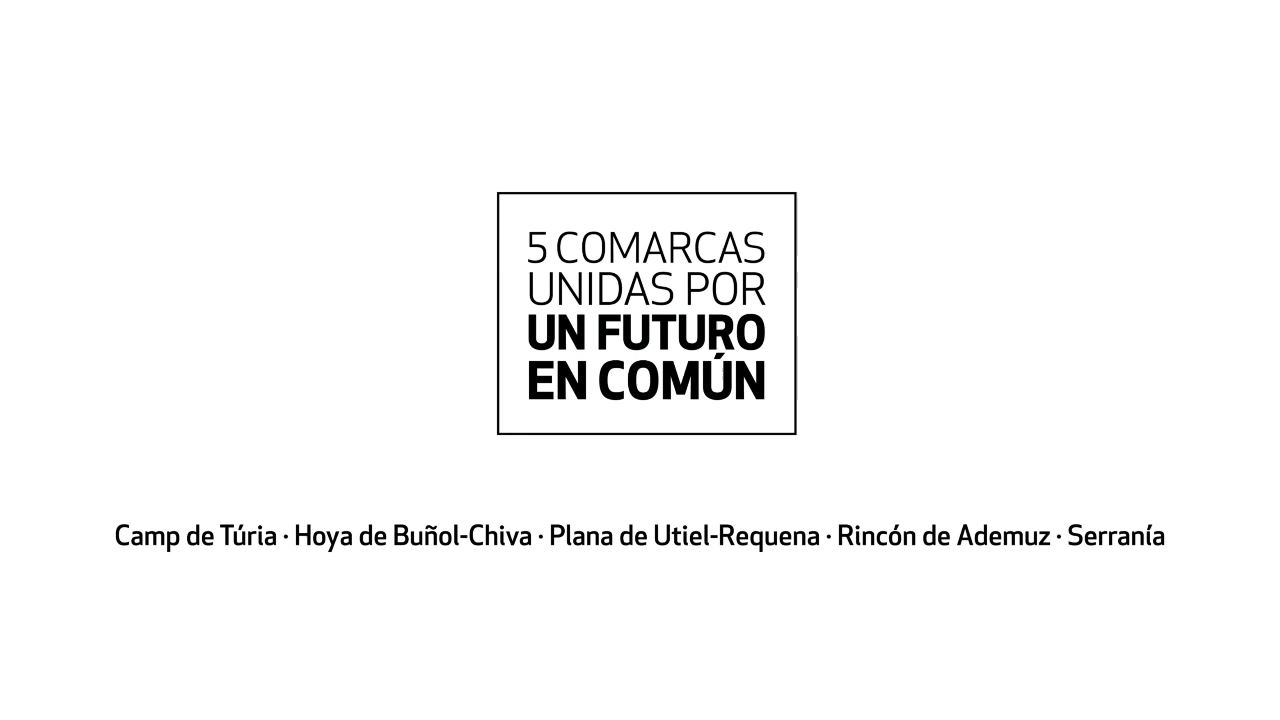 5 COMARCAS
UNIDAS POR
UN FUTURO
EN COMÚN
Camp de Túria · Hoya de Buñol-Chiva · Plana de Utiel-Requena · Rincón de Ademuz · Serranía